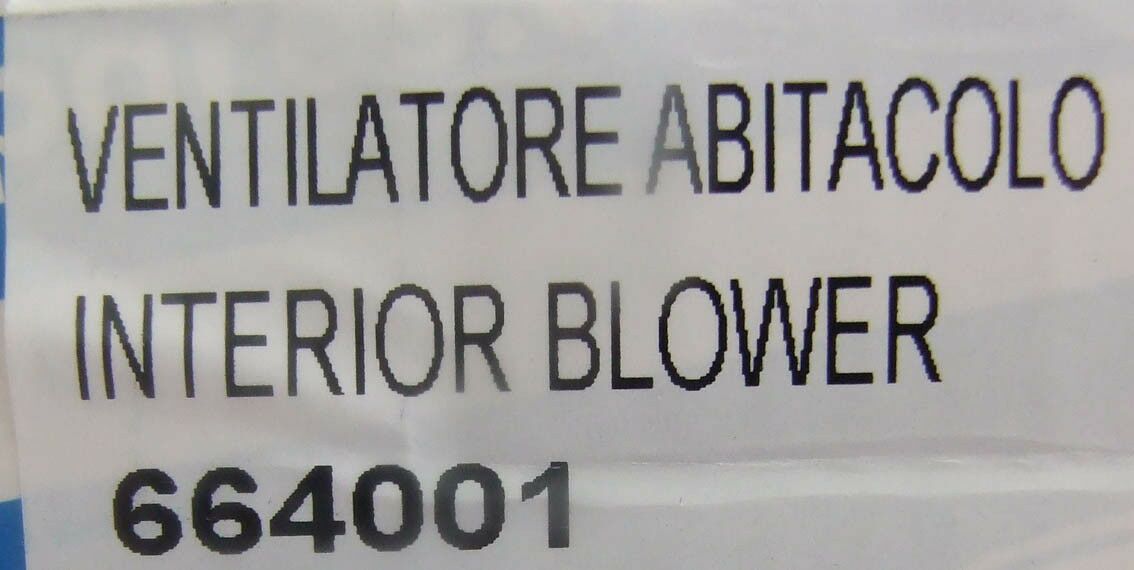 VENTILATORE ABITACOLO
INTERIOR BLOWER
664001